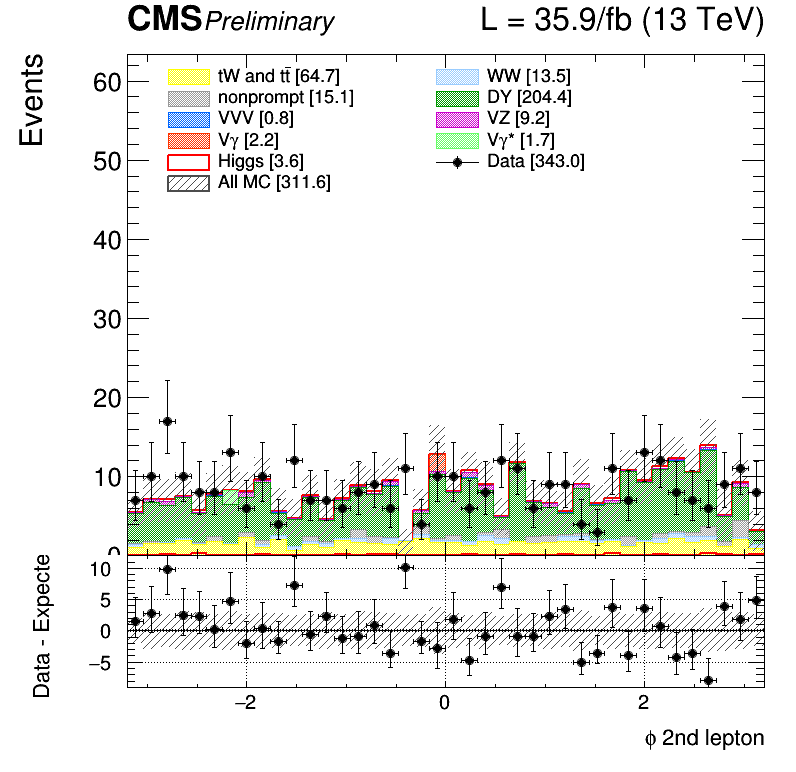 CMS Preliminary L = 35.9/fb (13 TeV)
Events
tW and tt̄ [64.7] WW [13.5]
nonprompt [15.1] DY [204.4]
VVV [0.8] VZ [9.2]
Vγ [2.2] Vγ* [1.7]
Higgs [3.6] Data [343.0]
All MC [311.6]
60
50
40
30
20
10
0
Data - Expecte
10
5
0
−5
−2 0 2
ϕ 2nd lepton